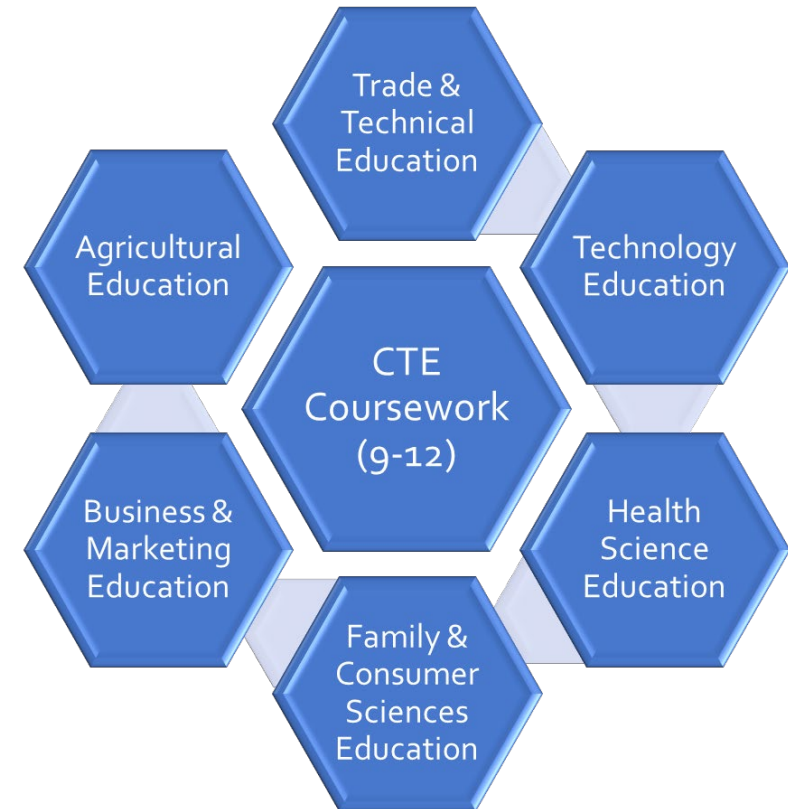 Trade &
Technical
Education
Technology
Education
Health
Science
Education
Family &
Consumer
Sciences
Education
Business &
Marketing
Education
Agricultural
Education
CTE
Coursework
(9-12)